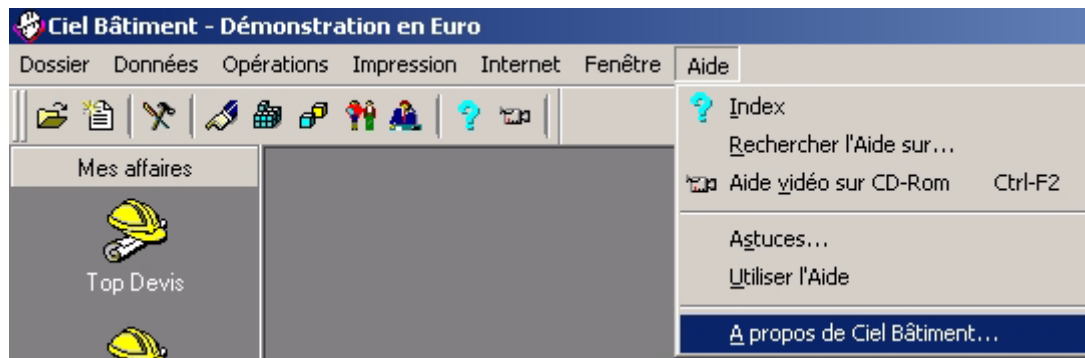 Ciel Bâtiment - Démonstration en Euro
Dossier Données Opérations Impression Internet Fenêtre Aide
Index
Rechercher l'Aide sur...
Mes affaires
Aide vidéo sur CD-Rom Ctrl-F2
Astuces...
Top Devis
Utiliser l'Aide
A propos de Ciel Bâtiment...